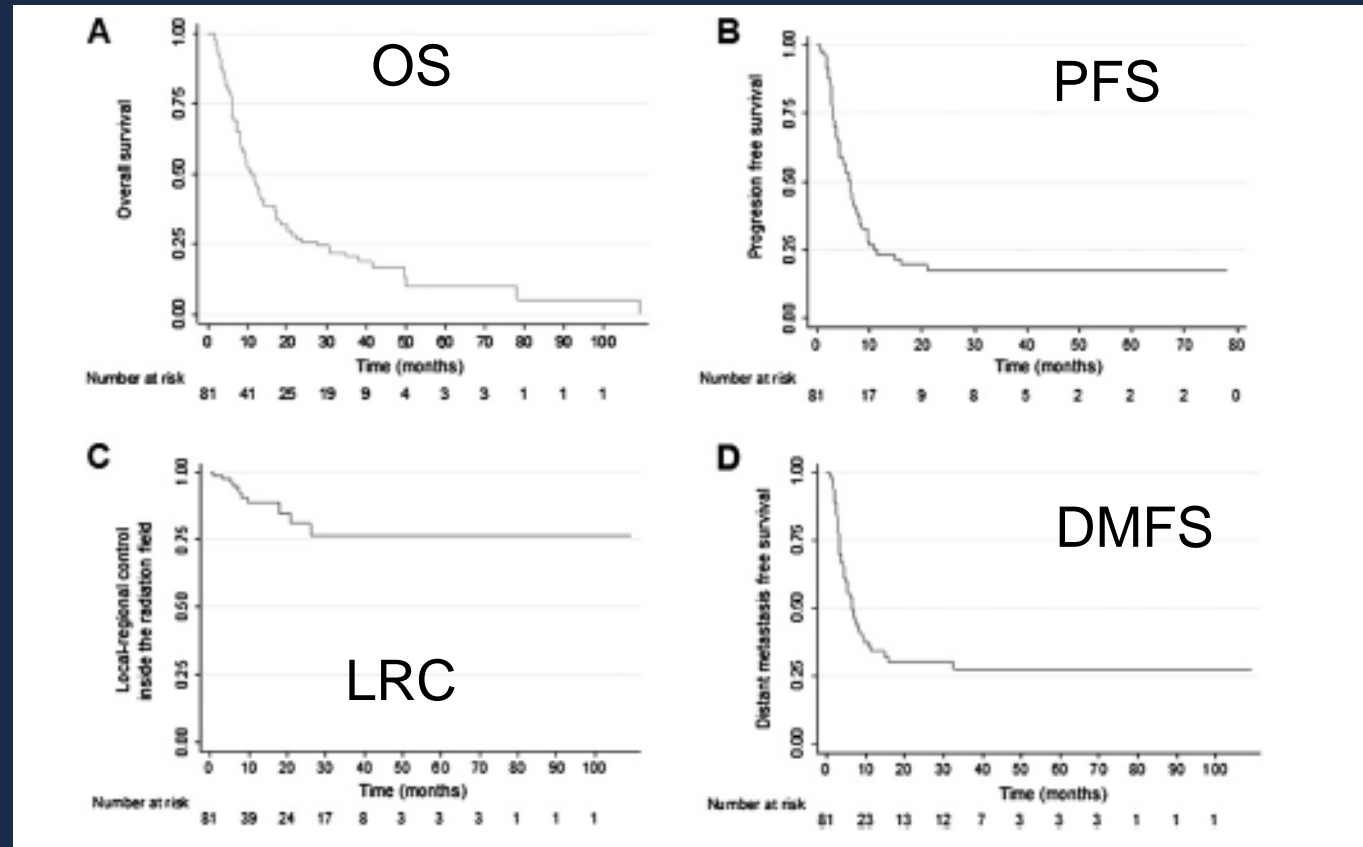 A
OS
Overall survival
1.00
0.75
0.50
0.25
0.00
0 10 20 30 40 50 60 70 80 90 100
Time (months)
Number at risk
81 41 25 19 9 4 3 3 1 1 1
B
PFS
Progresion free survival
1.00
0.75
0.50
0.25
0.00
0 10 20 30 40 50 60 70 80
Time (months)
Number at risk
81 17 9 8 5 2 2 2 0
C
LRC
Local-regional control
inside the radiation field
1.00
0.75
0.50
0.25
0.00
0 10 20 30 40 50 60 70 80 90 100
Time (months)
Number at risk
81 39 24 17 8 3 3 3 1 1 1
D
DMFS
Distant metastasis free survival
1.00
0.75
0.50
0.25
0.00
0 10 20 30 40 50 60 70 80 90 100
Time (months)
Number at risk
81 23 13 12 7 3 3 3 1 1 1